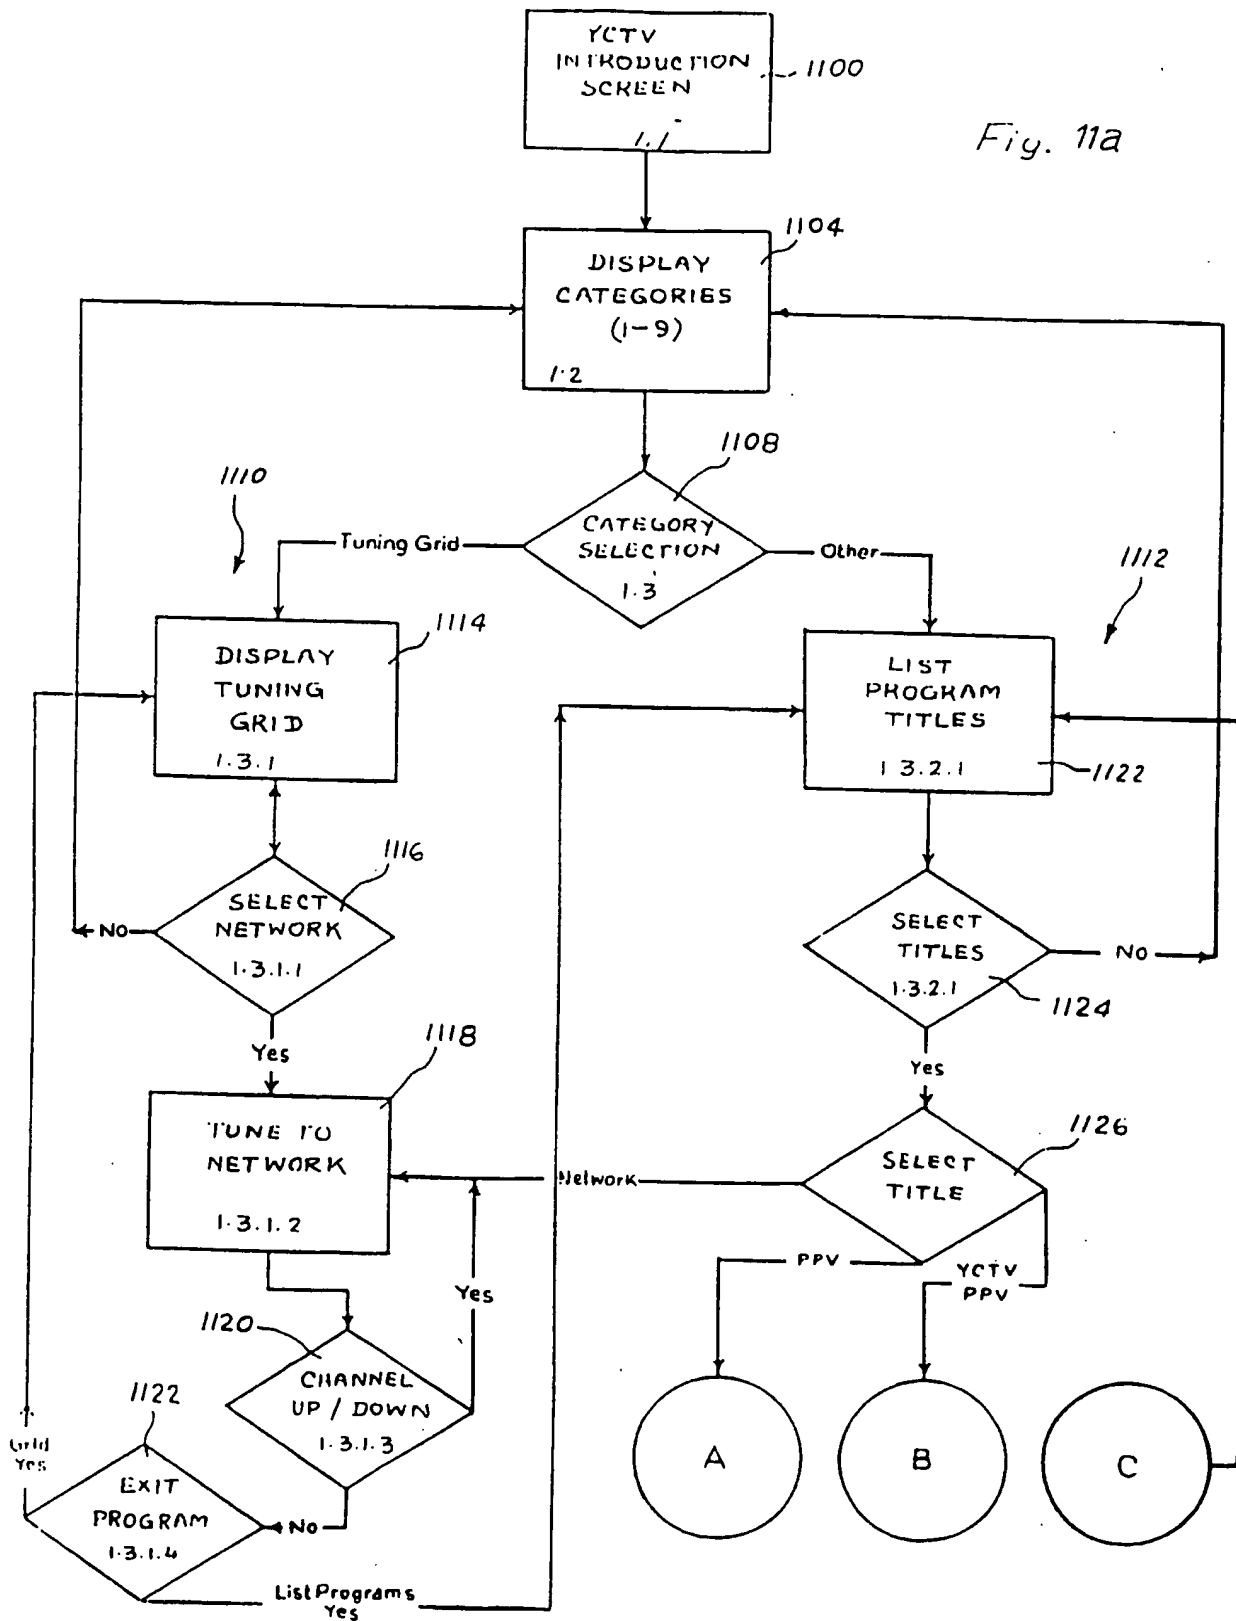 YCTV
INTRODUCTION
SCREEN
1.1
1100
Fig. 11a
1104
DISPLAY
CATEGORIES
(1-9)
1.2
1108
CATEGORY
SELECTION
1.3
1110
Tuning Grid
Other
1112
1114
DISPLAY
TUNING
GRID
1.3.1
LIST
PROGRAM
TITLES
1.3.2.1
1122
1116
SELECT
NETWORK
1.3.1.1
No
Yes
SELECT
TITLES
1.3.2.1
No
1124
Yes
1118
TUNE TO
NETWORK
1.3.1.2
Network
1126
SELECT
TITLE
PPV
YCTV
PPV
Yes
1120
CHANNEL
UP / DOWN
1.3.1.3
No
1122
EXIT
PROGRAM
1.3.1.4
Grid
Yes
List Programs
Yes
A
B
C